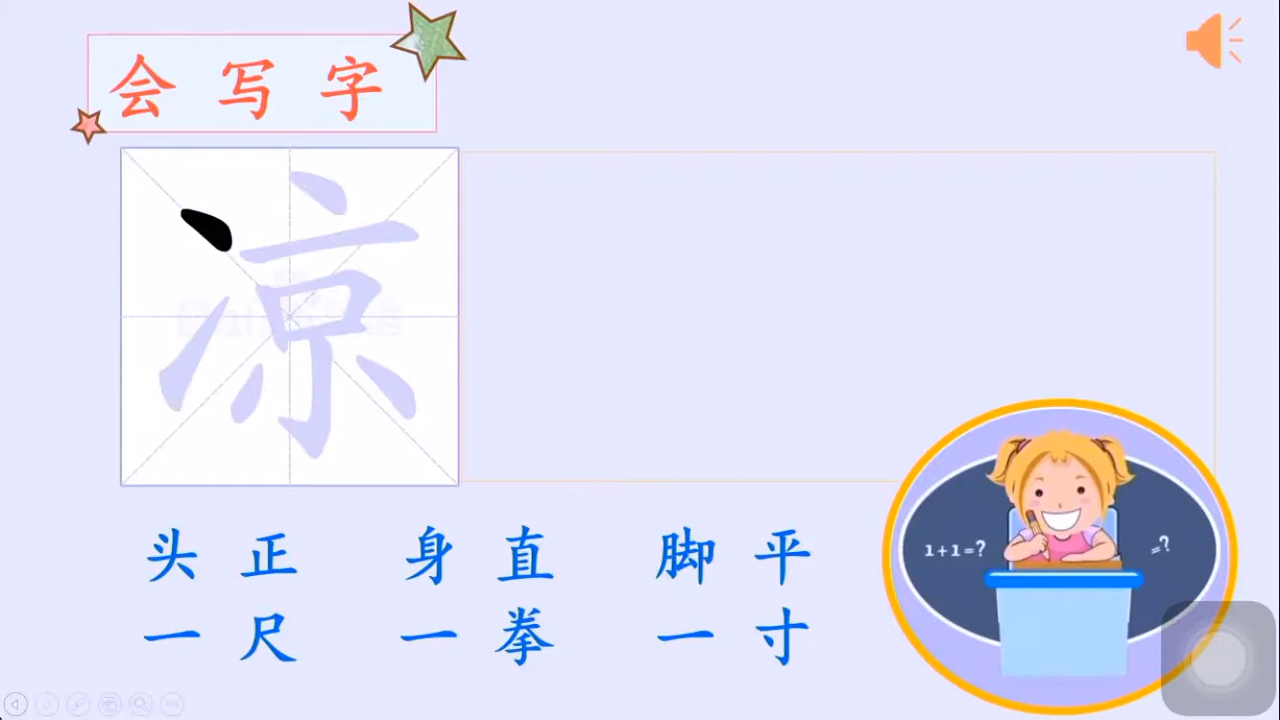 会写字
凉
头正 身直 脚平
一尺 一拳 一寸
1+1=?
=?